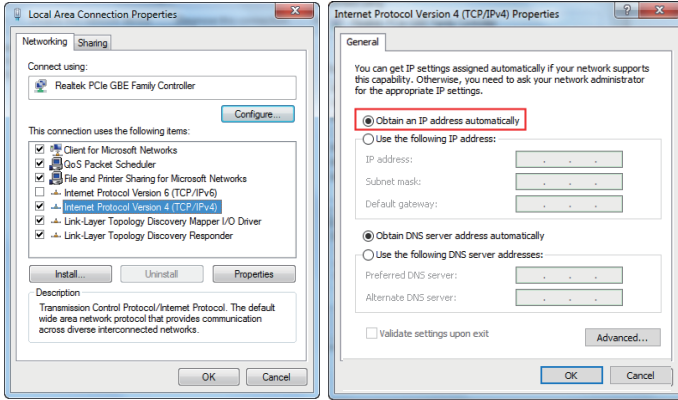 Local Area Connection Properties
Networking Sharing
Connect using:
Realtek PCIe GBE Family Controller
Configure...
This connection uses the following items:
Client for Microsoft Networks
QoS Packet Scheduler
File and Printer Sharing for Microsoft Networks
Internet Protocol Version 6 (TCP/IPv6)
Internet Protocol Version 4 (TCP/IPv4)
Link-Layer Topology Discovery Mapper I/O Driver
Link-Layer Topology Discovery Responder
Install... Uninstall Properties
Description
Transmission Control Protocol/Internet Protocol. The default
wide area network protocol that provides communication
across diverse interconnected networks.
OK Cancel
Internet Protocol Version 4 (TCP/IPv4) Properties
General
You can get IP settings assigned automatically if your network supports
this capability. Otherwise, you need to ask your network administrator
for the appropriate IP settings.
Obtain an IP address automatically
Use the following IP address:
IP address:
Subnet mask:
Default gateway:
Obtain DNS server address automatically
Use the following DNS server addresses:
Preferred DNS server:
Alternate DNS server:
Validate settings upon exit
Advanced...
OK Cancel